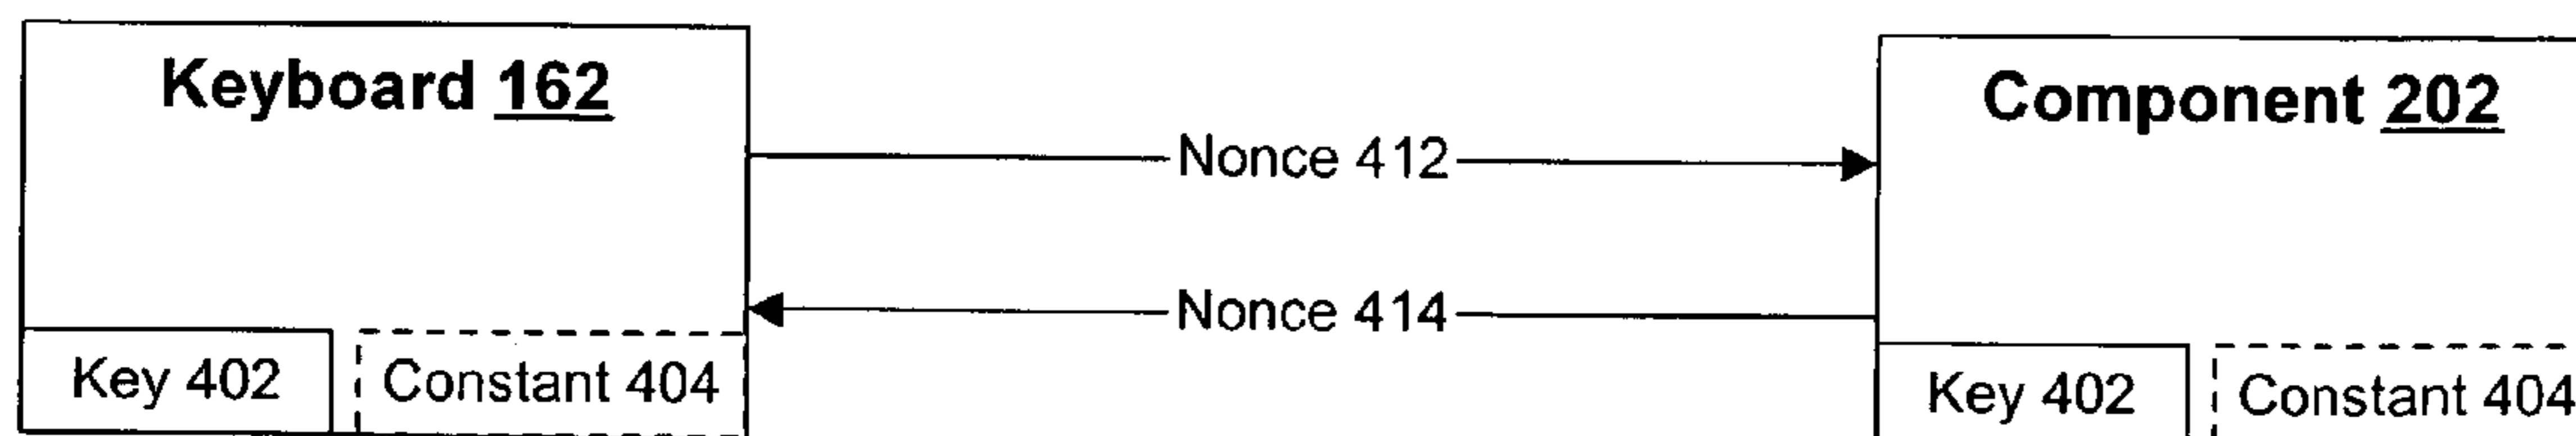 Keyboard 162
Component 202
Nonce 412
Nonce 414
Key 402
Constant 404
Key 402
Constant 404